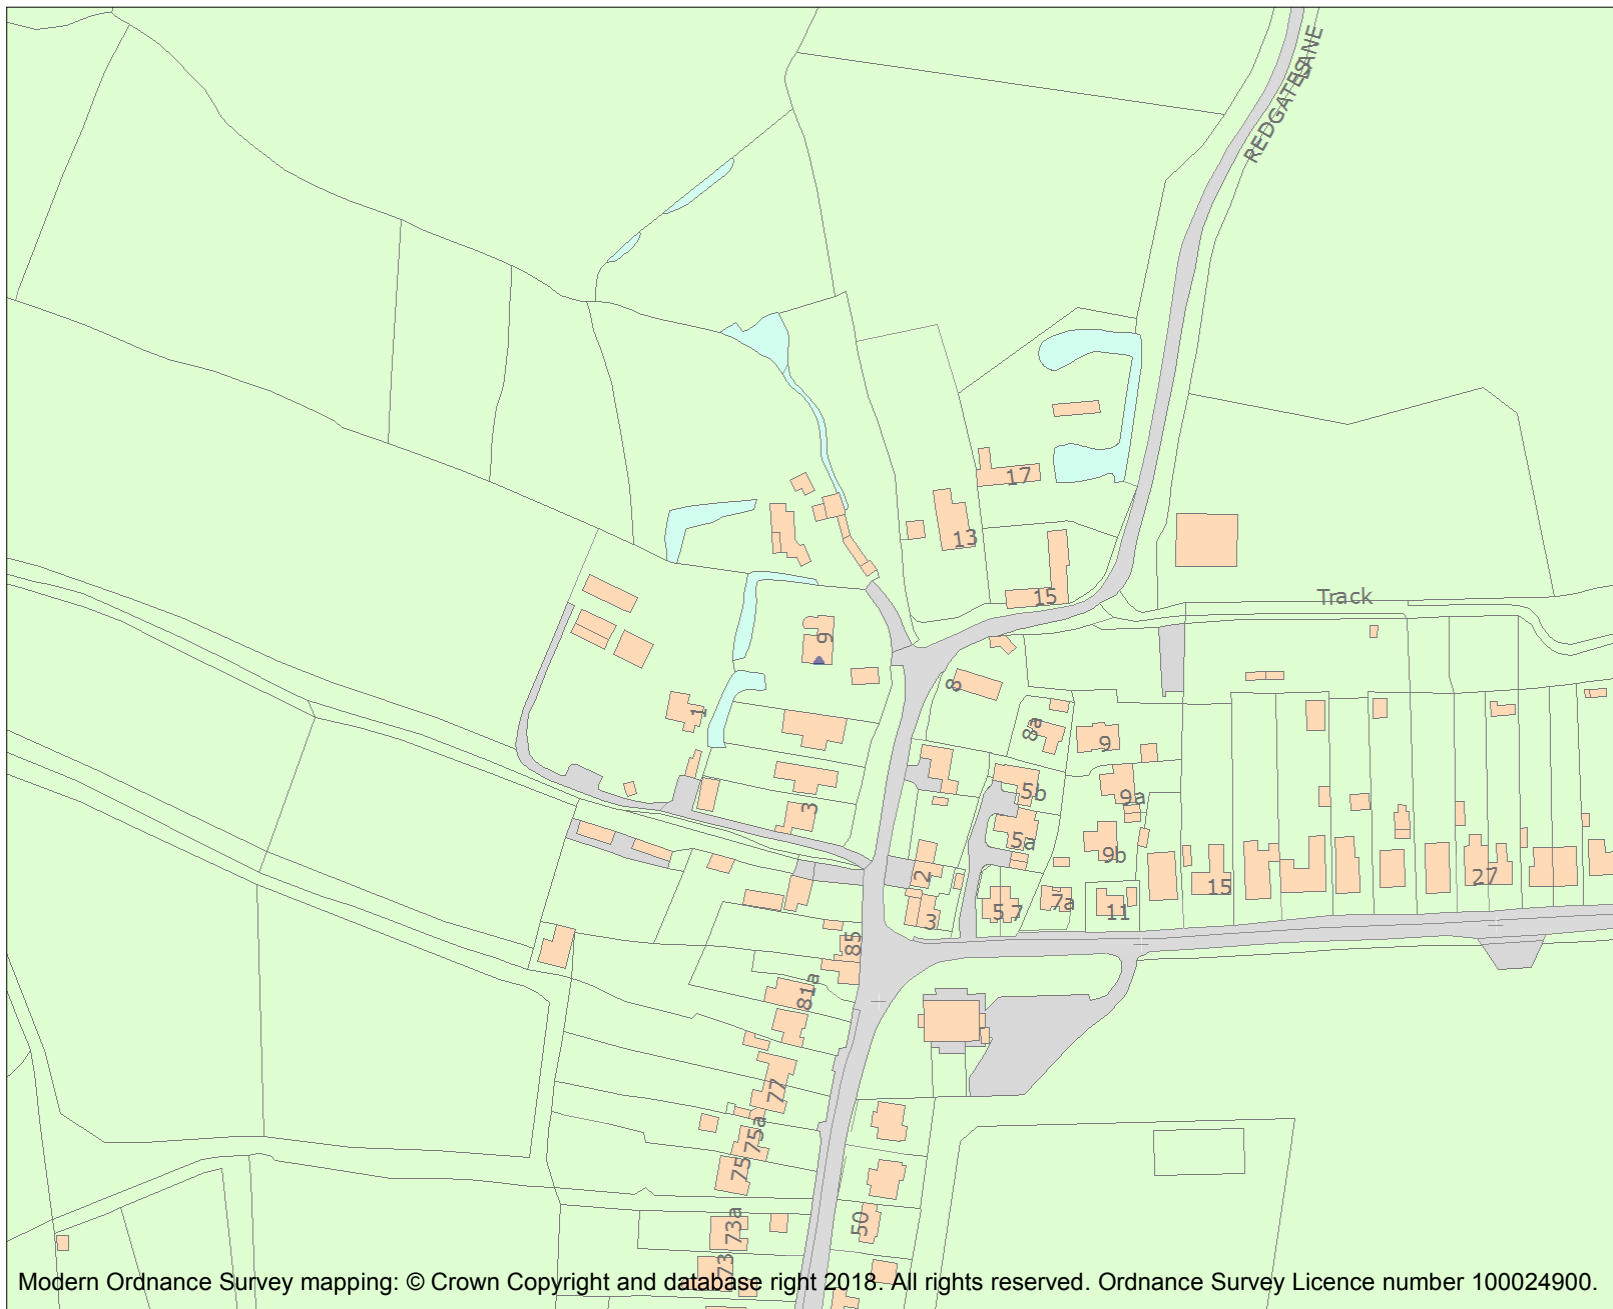 REDGATES LANE
17
13
15
Track
9
8
1
8a
9
5b
9a
3
5a
9b
2
15
27
5 7
7a
11
3
85
81a
77
75a
75
73a
50
73
Modern Ordnance Survey mapping: © Crown Copyright and database right 2018. All rights reserved. Ordnance Survey Licence number 100024900.